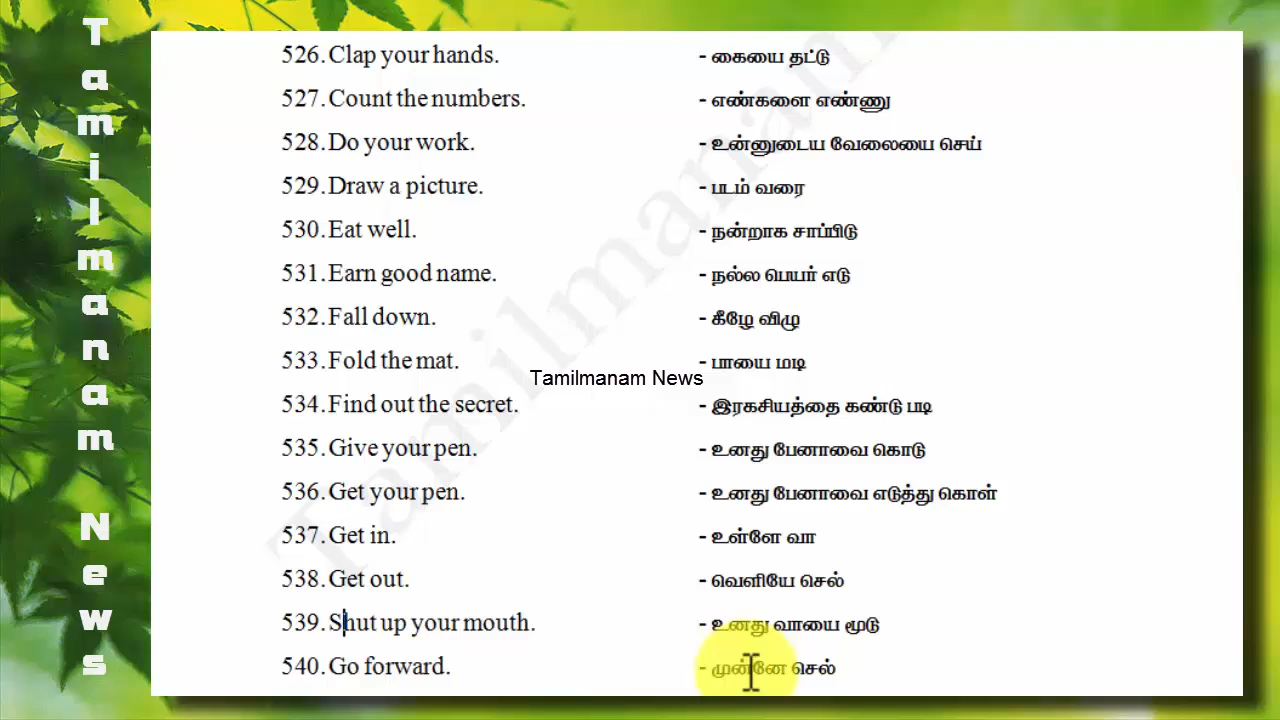 Tamilmanam News
526. Clap your hands. - கையை தட்டு
527. Count the numbers. - எண்களை எண்ணு
528. Do your work. - உன்னுடைய வேலையை செய்
529. Draw a picture. - படம் வரை
530. Eat well. - நன்றாக சாப்பிடு
531. Earn good name. - நல்ல பெயர் எடு
532. Fall down. - கீழே விழு
533. Fold the mat. - பாயை மடி
Tamilmanam News
534. Find out the secret. - இரகசியத்தை கண்டு படி
535. Give your pen. - உனது பேனாவை கொடு
536. Get your pen. - உனது பேனாவை எடுத்து கொள்
537. Get in. - உள்ளே வா
538. Get out. - வெளியே செல்
539. Shut up your mouth. - உனது வாயை மூடு
540. Go forward. - முன்னே செல்
Tamilmanam